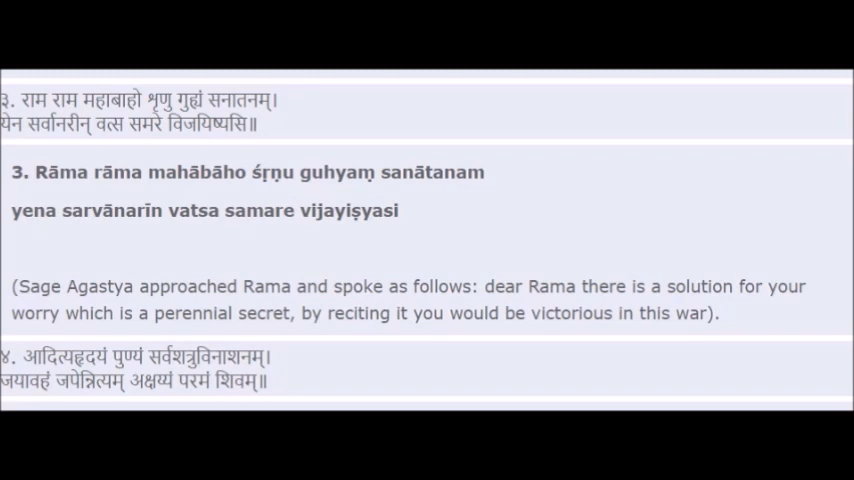 ३. राम राम महाबाहो शृणु गुह्यं सनातनम्।
येन सर्वानरीन् वत्स समरे विजयिष्यसि॥
3. Rāma rāma mahābāho śṛṇu guhyaṃ sanātanam
yena sarvānarīn vatsa samare vijayiṣyasi
(Sage Agastya approached Rama and spoke as follows: dear Rama there is a solution for your
worry which is a perennial secret, by reciting it you would be victorious in this war).
४. आदित्यहृदयं पुण्यं सर्वशत्रुविनाशनम्।
जयावहं जपेन्नित्यम् अक्षय्यं परमं शिवम्॥